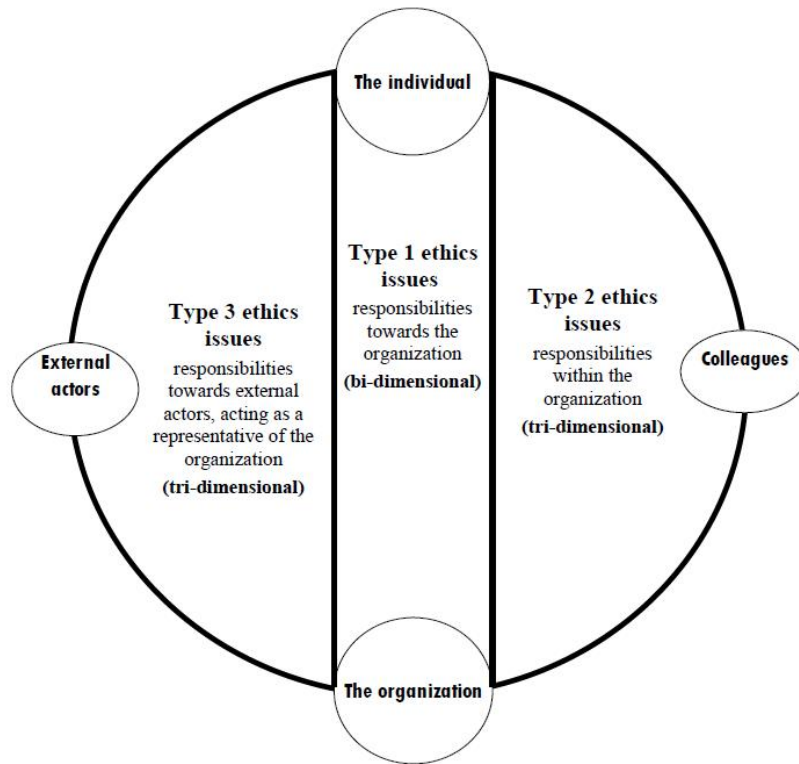 The individual
Type 1 ethics
issues
responsibilities
towards the
organization
(bi-dimensional)
Type 3 ethics
issues
responsibilities
towards external
actors, acting as a
representative of the
organization
(tri-dimensional)
Type 2 ethics
issues
responsibilities
within the
organization
(tri-dimensional)
External
actors
Colleagues
The organization